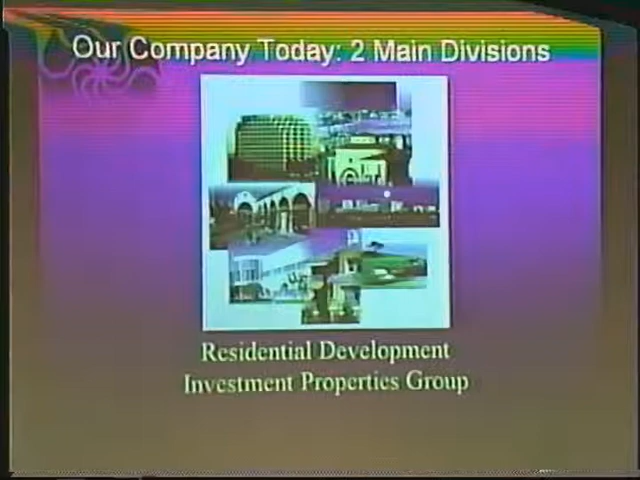 Our Company Today: 2 Main Divisions
Residential Development
Investment Properties Group